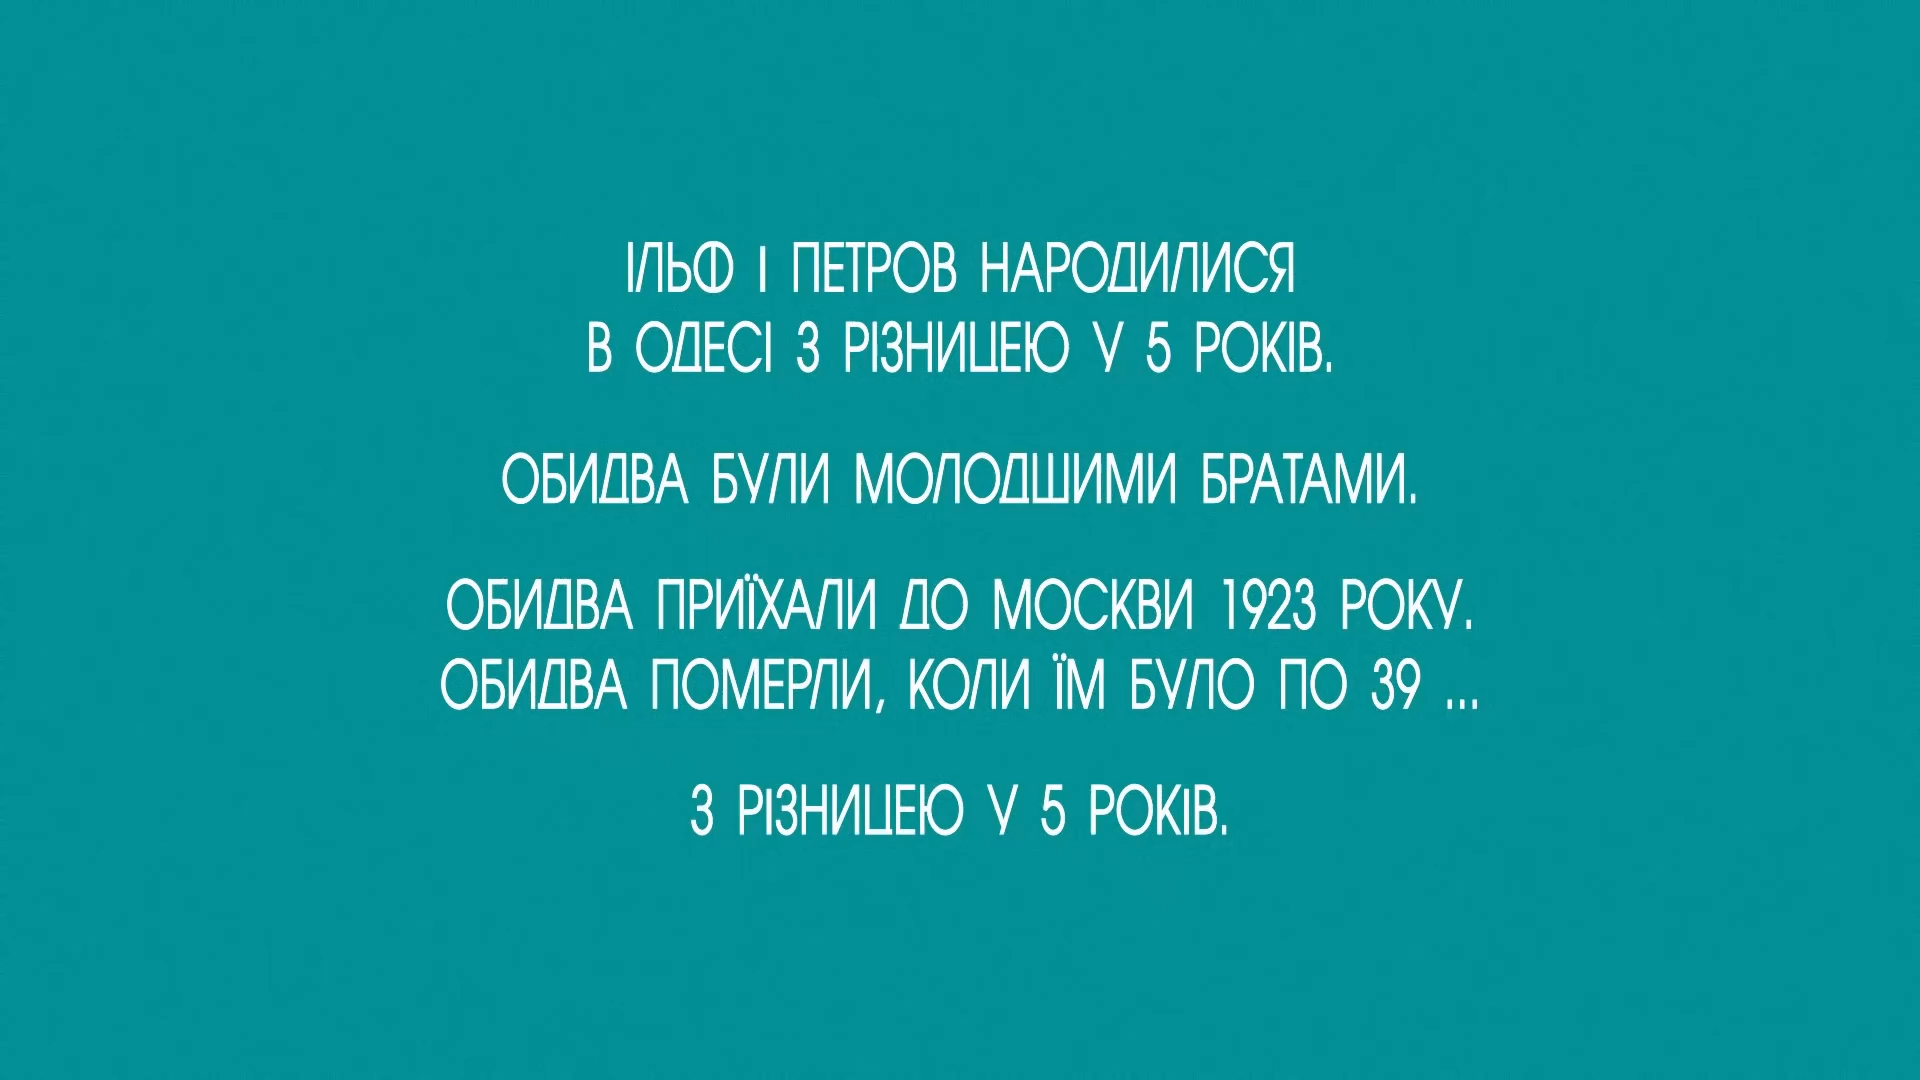 ІЛЬФ І ПЕТРОВ НАРОДИЛИСЯ
В ОДЕСІ З РІЗНИЦЕЮ У 5 РОКІВ.
ОБИДВА БУЛИ МОЛОДШИМИ БРАТАМИ.
ОБИДВА ПРИЇХАЛИ ДО МОСКВИ 1923 РОКУ.
ОБИДВА ПОМЕРЛИ, КОЛИ ЇМ БУЛО ПО 39 ...
З РІЗНИЦЕЮ У 5 РОКІВ.